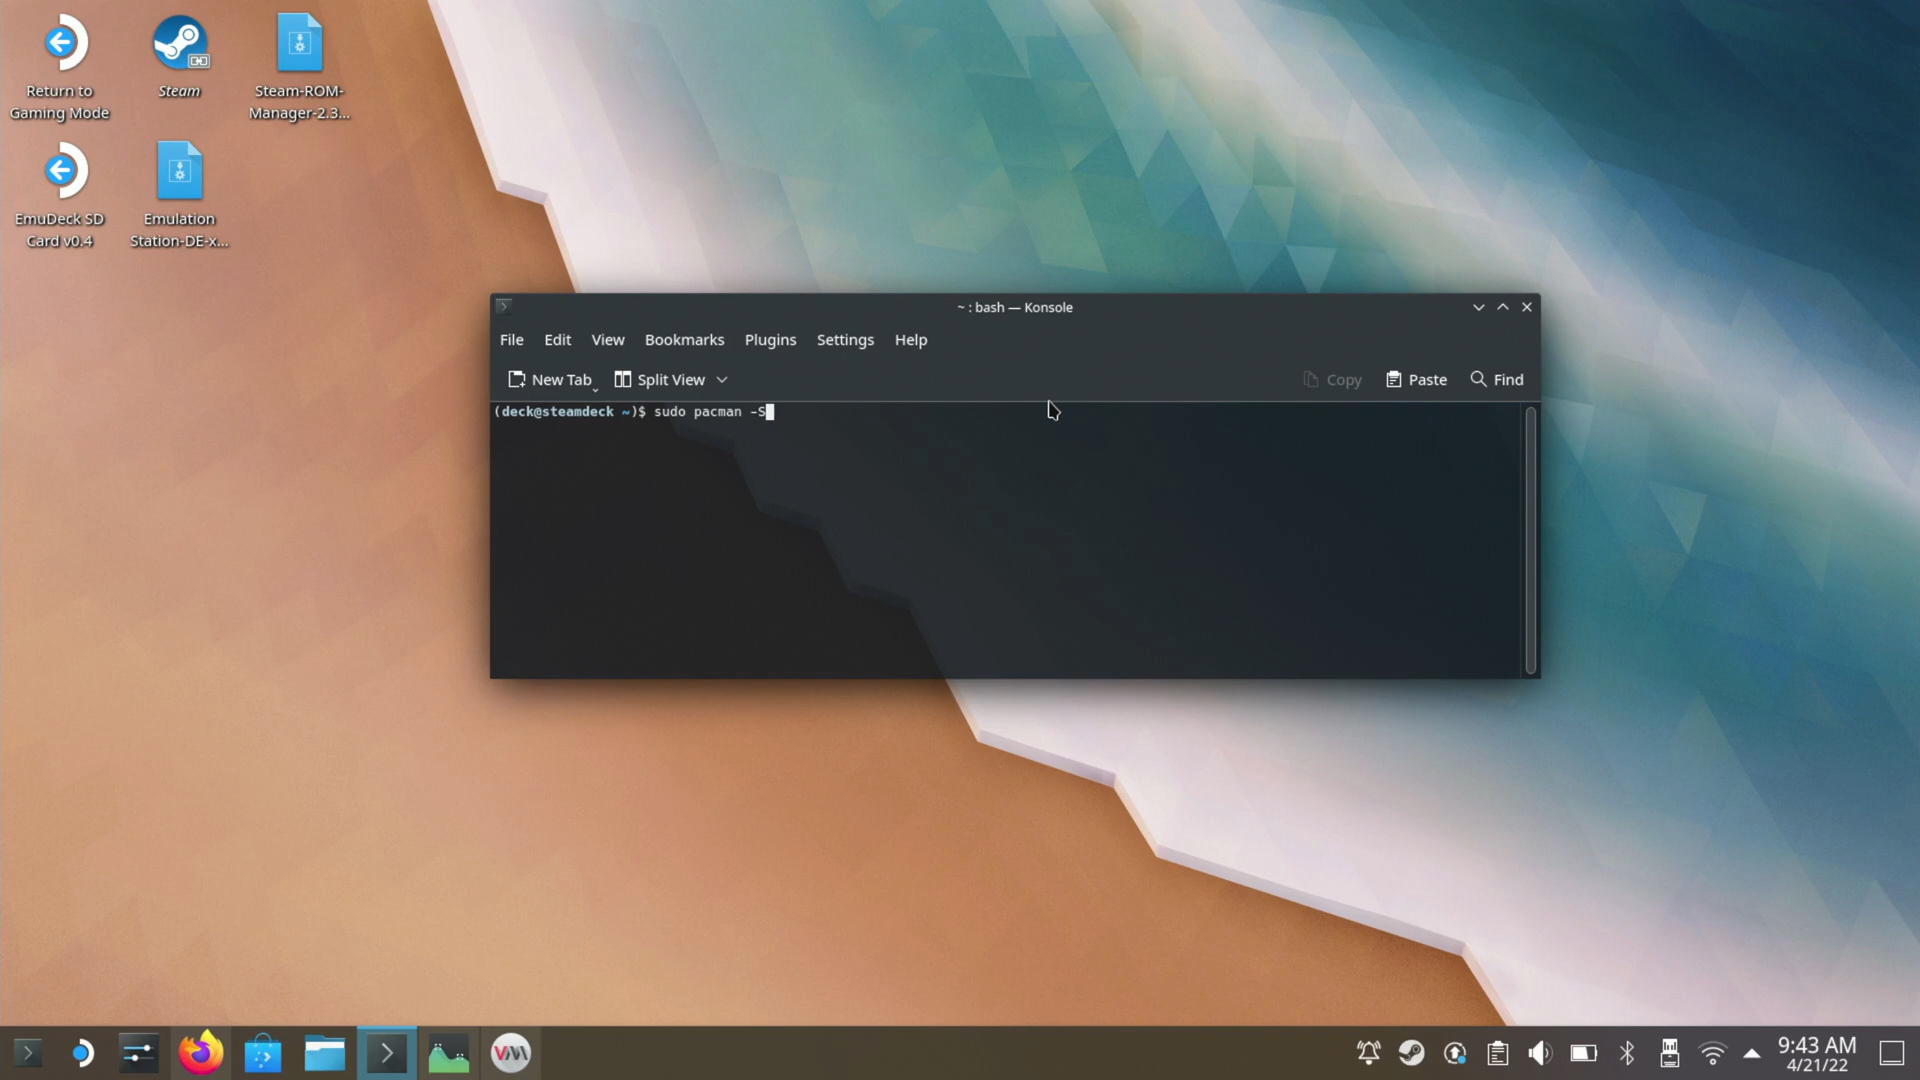 Return to
Gaming Mode
Steam
Steam-ROM-
Manager-2.3...
EmuDeck SD
Card v0.4
Emulation
Station-DE-x...
~ : bash — Konsole
File Edit View Bookmarks Plugins Settings Help
New Tab Split View Copy Paste Find
(deck@steamdeck ~)$ sudo pacman -S
VM
9:43 AM
4/21/22